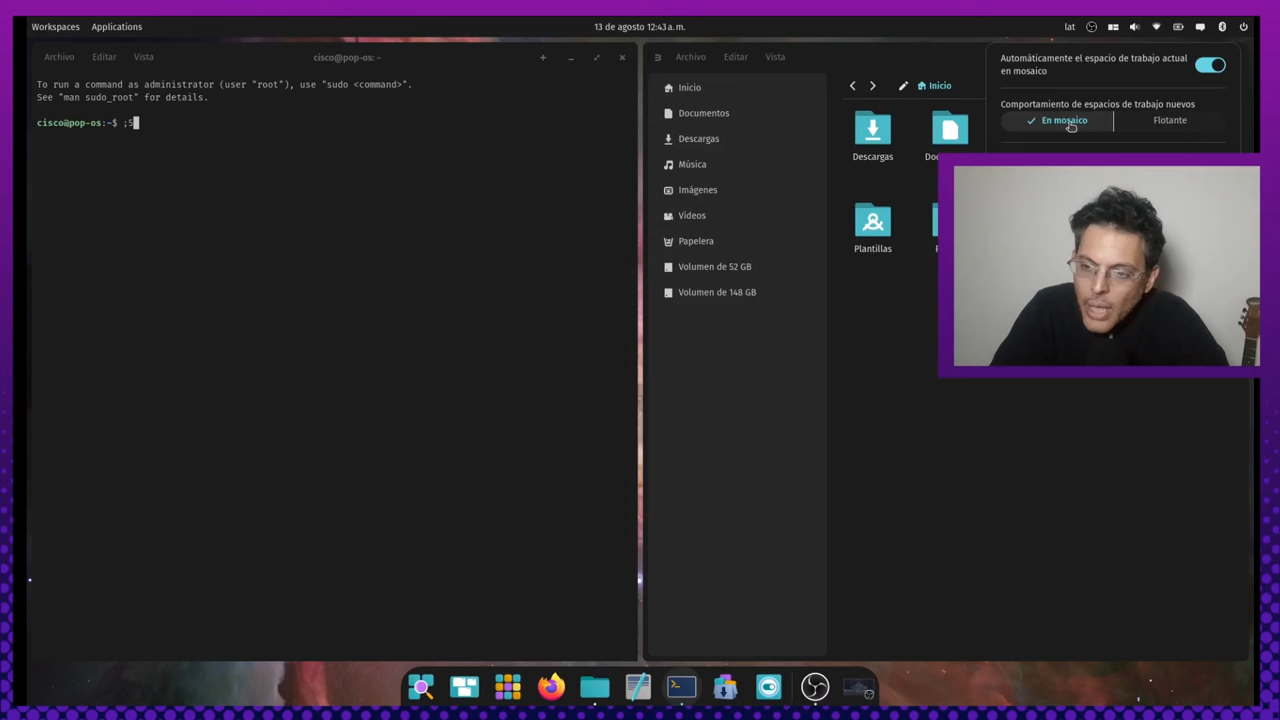 Workspaces Applications
13 de agosto 12:43 a. m.
lat
Archivo Editar Vista
cisco@pop-os: ~
To run a command as administrator (user "root"), use "sudo <command>".
See "man sudo_root" for details.
cisco@pop-os:~$ ;5
Archivo Editar Vista
Inicio
Documentos
Descargas
Música
Imágenes
Vídeos
Papelera
Volumen de 52 GB
Volumen de 148 GB
Inicio
Descargas
Plantillas
Automáticamente el espacio de trabajo actual
en mosaico
Comportamiento de espacios de trabajo nuevos
En mosaico Flotante